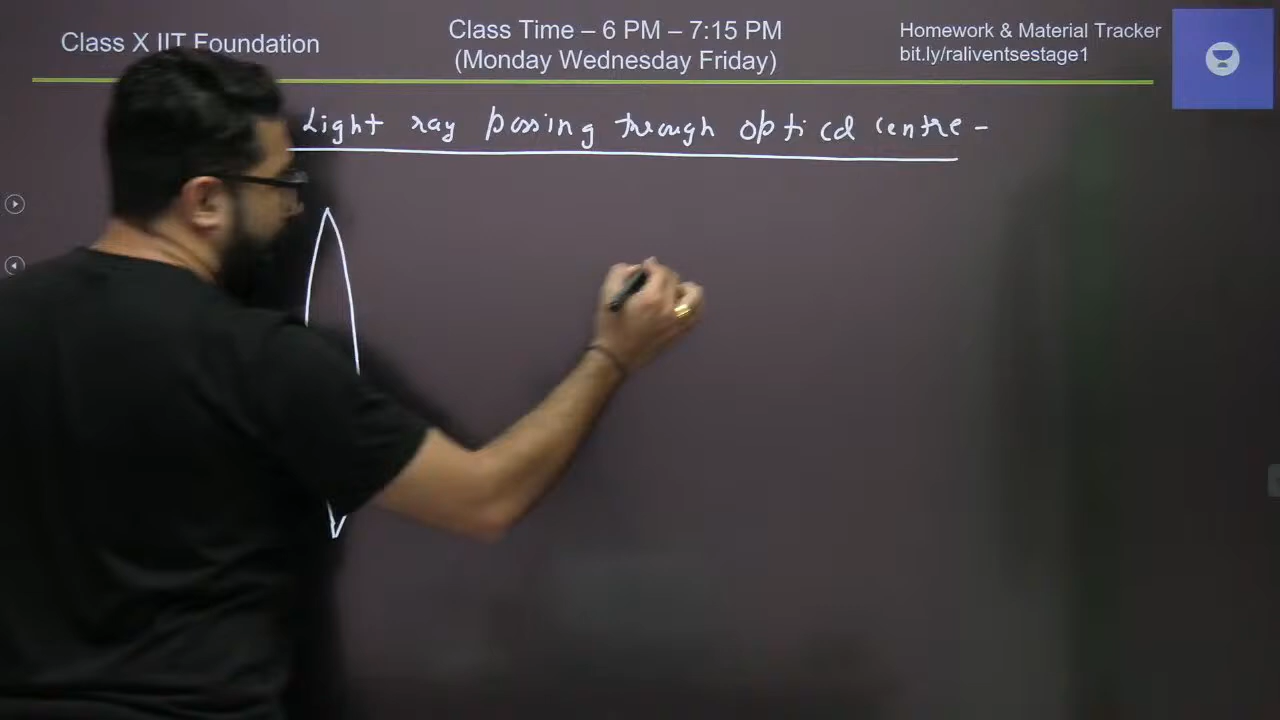 Class X IIT Foundation
Class Time – 6 PM – 7:15 PM
(Monday Wednesday Friday)
Homework & Material Tracker
bit.ly/raliventsestage1
Light ray passing through optical centre -